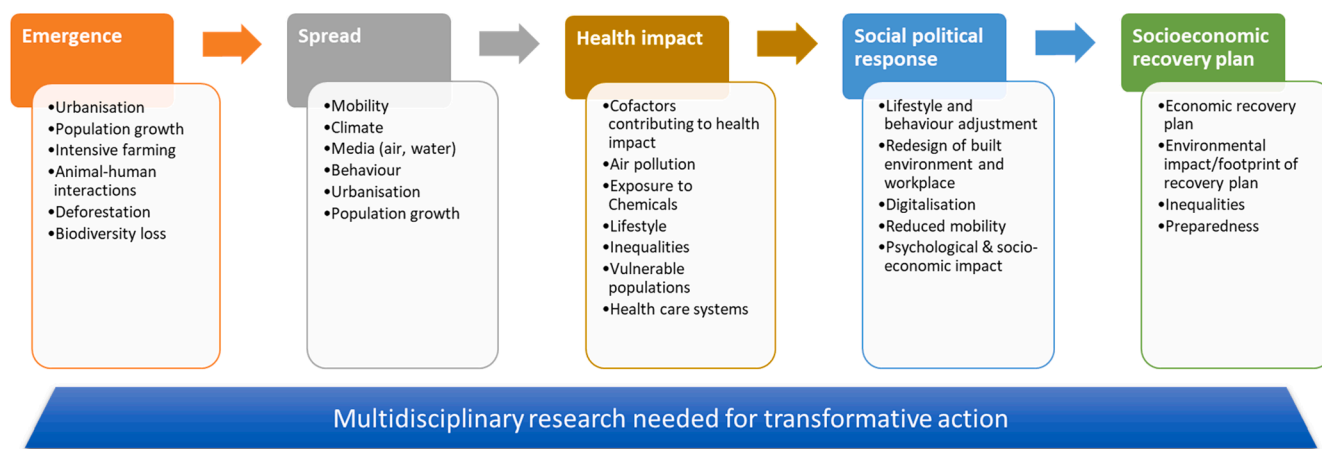 Emergence
•Urbanisation
•Population growth
•Intensive farming
•Animal-human
interactions
•Deforestation
•Biodiversity loss
Spread
•Mobility
•Climate
•Media (air, water)
•Behaviour
•Urbanisation
•Population growth
Health impact
•Cofactors
contributing to health
impact
•Air pollution
•Exposure to
Chemicals
•Lifestyle
•Inequalities
•Vulnerable
populations
•Health care systems
Social political
response
•Lifestyle and
behaviour adjustment
•Redesign of built
environment and
workplace
•Digitalisation
•Reduced mobility
•Psychological & socio-
economic impact
Socioeconomic
recovery plan
•Economic recovery
plan
•Environmental
impact/footprint of
recovery plan
•Inequalities
•Preparedness
Multidisciplinary research needed for transformative action